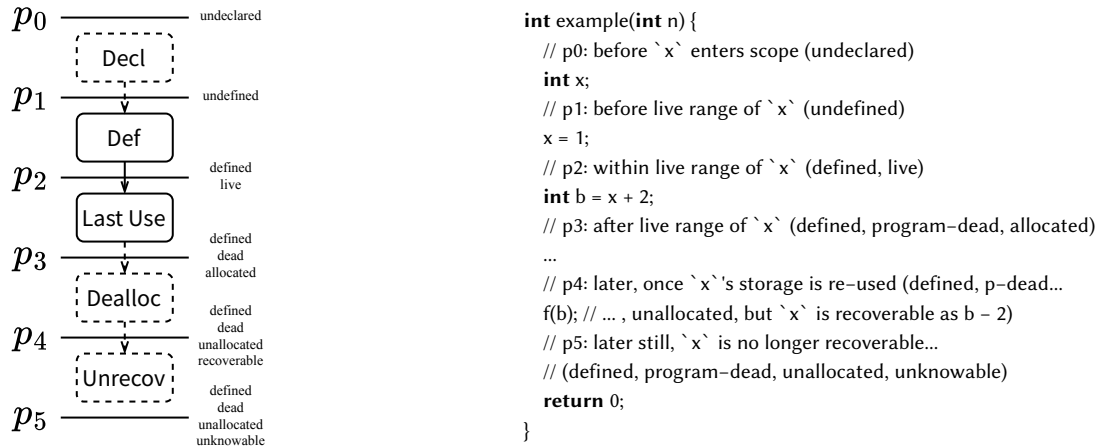 p0
undeclared
Decl
p1
undefined
Def
p2
defined
live
Last Use
p3
defined
dead
allocated
Dealloc
p4
defined
dead
unallocated
recoverable
Unrecov
p5
defined
dead
unallocated
unknowable
int example(int n) {
// p0: before `x` enters scope (undeclared)
int x;
// p1: before live range of `x` (undefined)
x = 1;
// p2: within live range of `x` (defined, live)
int b = x + 2;
// p3: after live range of `x` (defined, program−dead, allocated)
...
// p4: later, once `x`'s storage is re−used (defined, p−dead...
f(b); // ... , unallocated, but `x` is recoverable as b − 2)
// p5: later still, `x` is no longer recoverable...
// (defined, program−dead, unallocated, unknowable)
return 0;
}